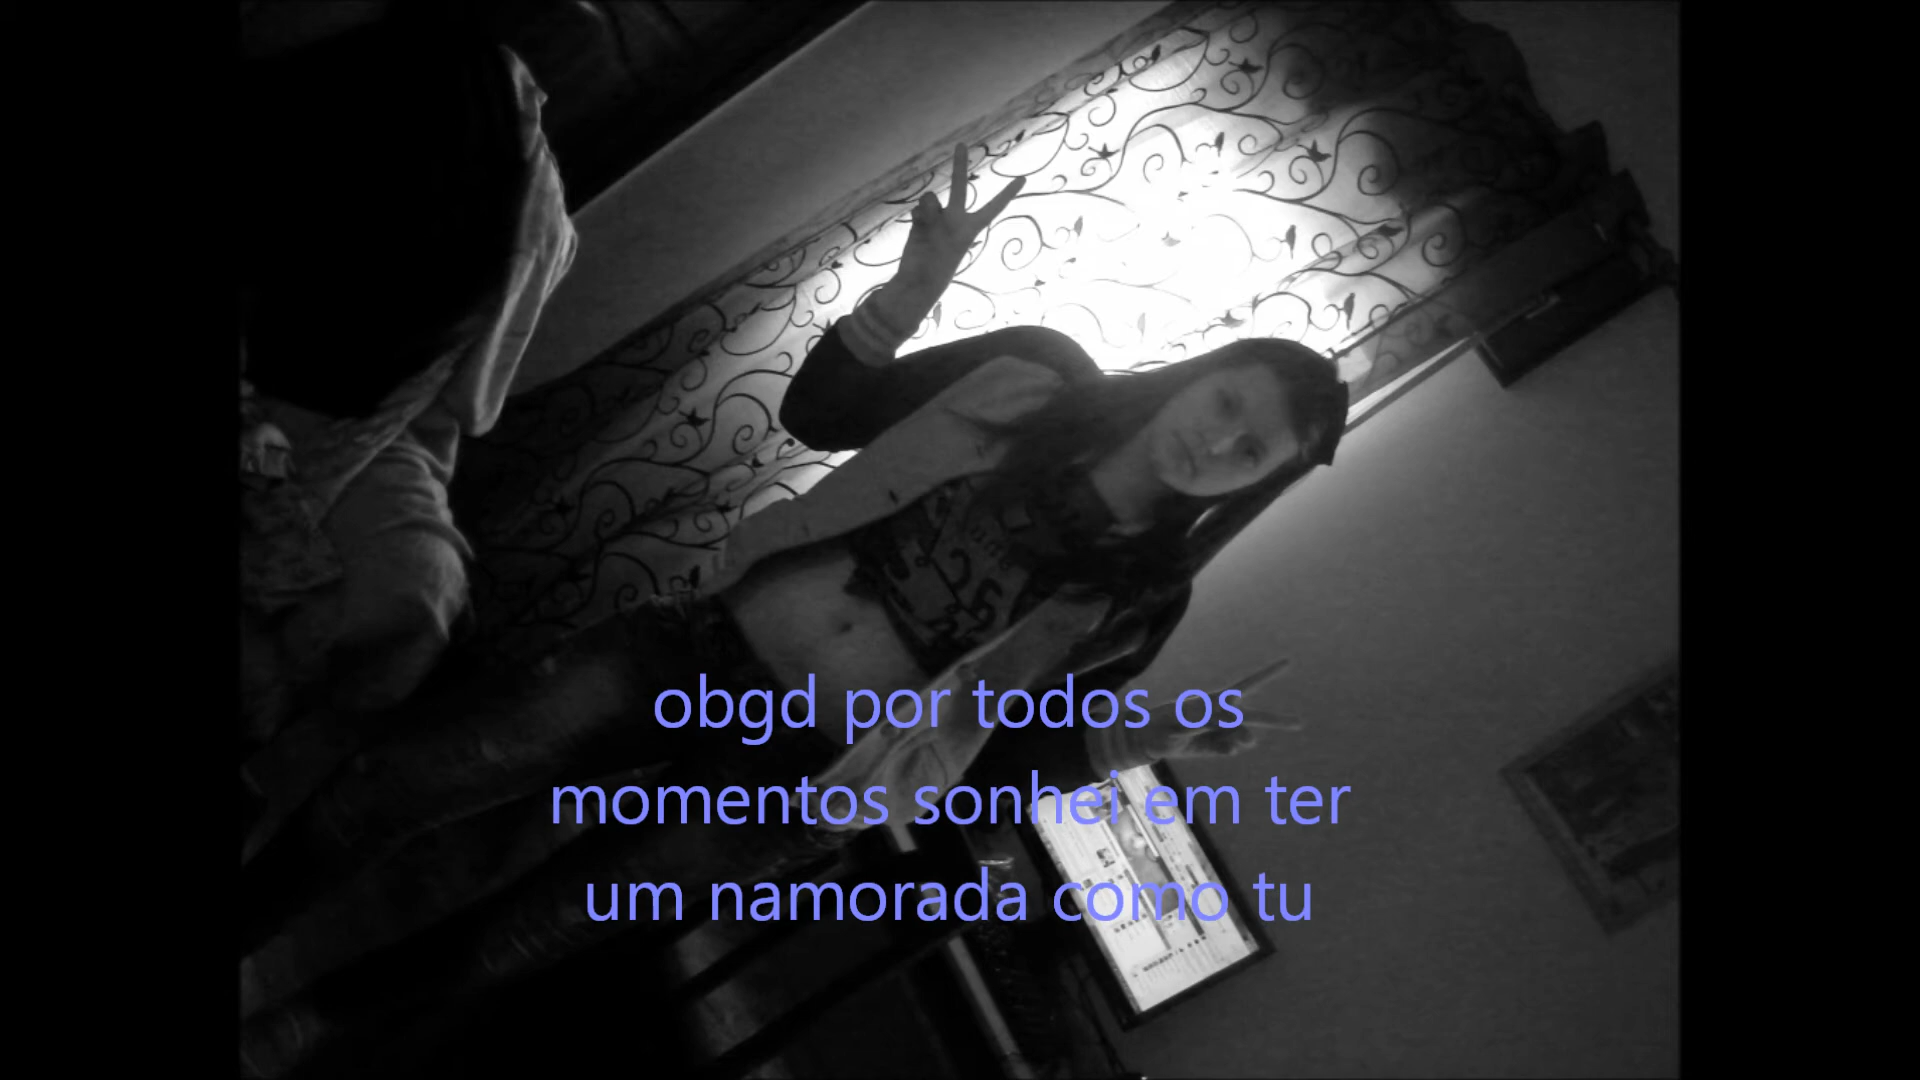 obgd por todos os
momentos sonhei em ter
um namorada como tu